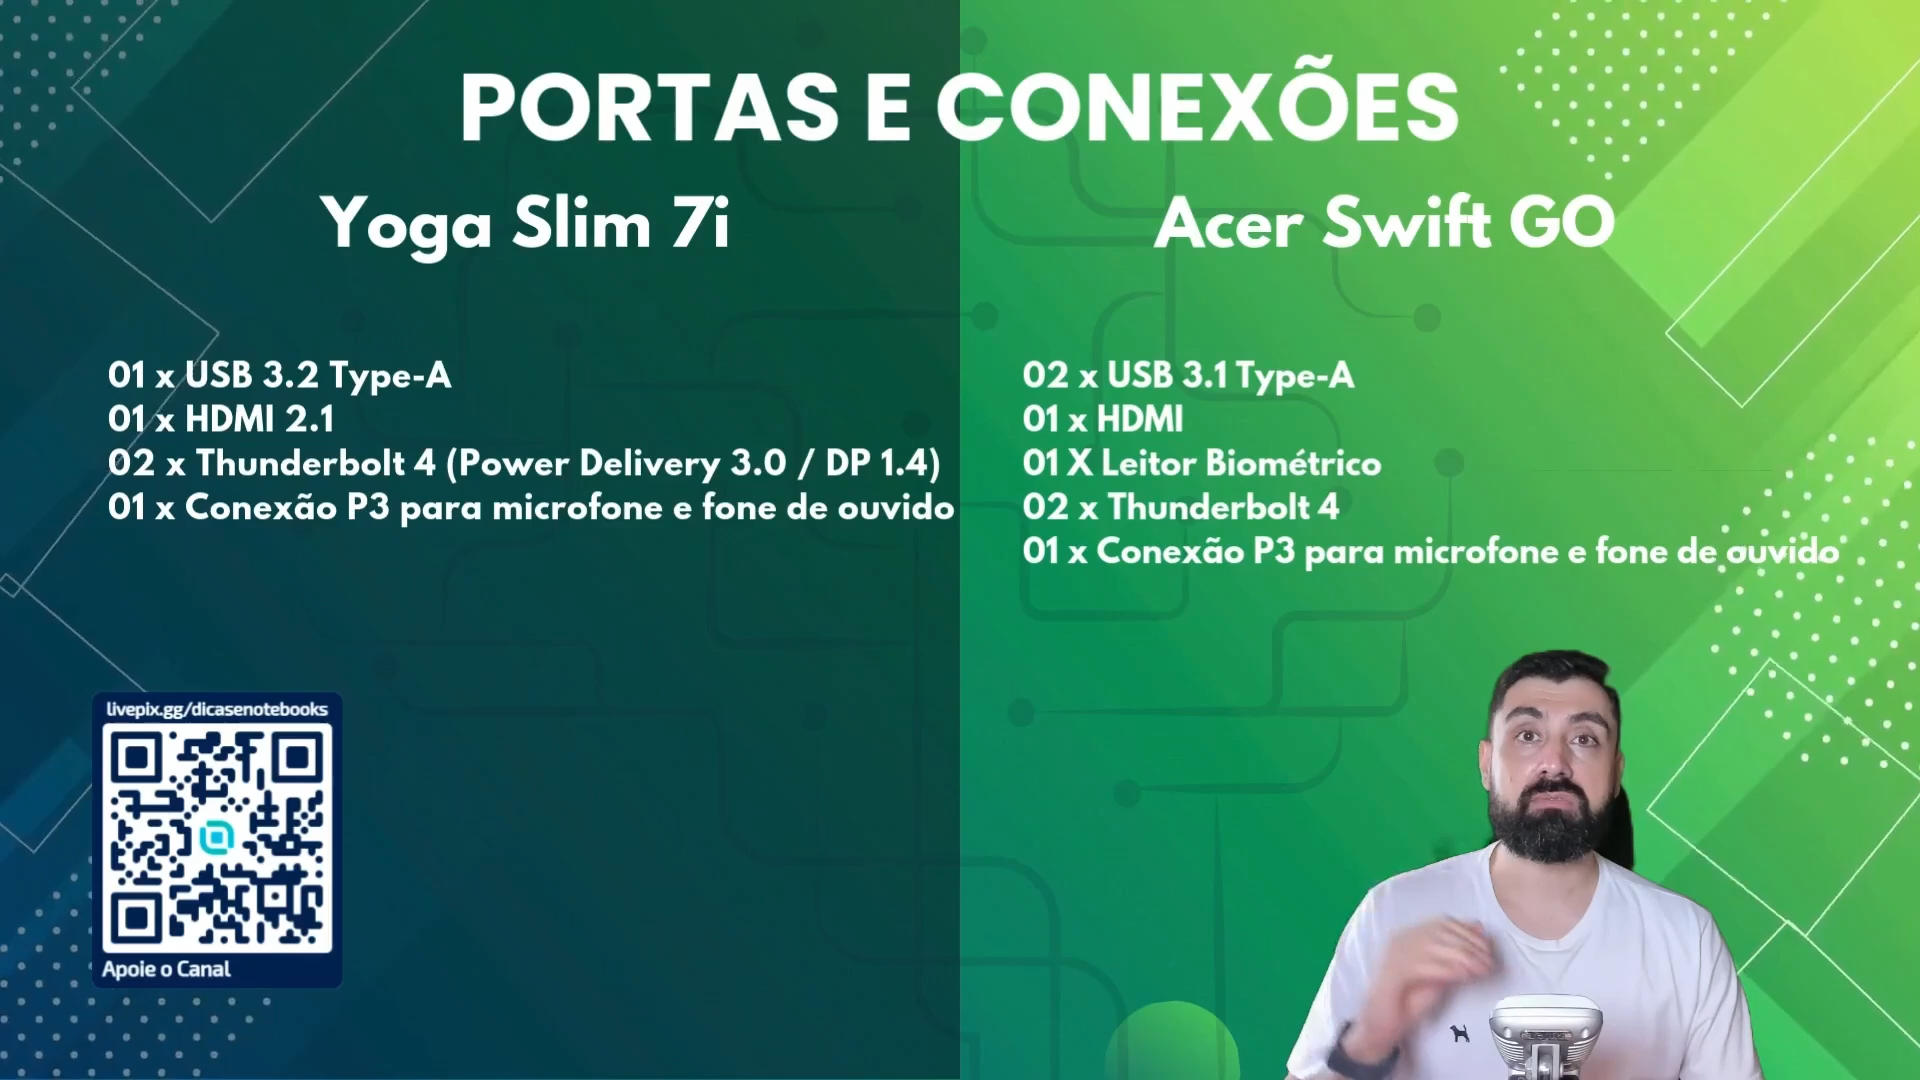 PORTAS E CONEXÕES
Yoga Slim 7i
01 x USB 3.2 Type-A
01 x HDMI 2.1
02 x Thunderbolt 4 (Power Delivery 3.0 / DP 1.4)
01 x Conexão P3 para microfone e fone de ouvido
Acer Swift GO
02 x USB 3.1 Type-A
01 x HDMI
01 X Leitor Biométrico
02 x Thunderbolt 4
01 x Conexão P3 para microfone e fone de ouvido
livepix.gg/dicasenotebooks
Apoie o Canal